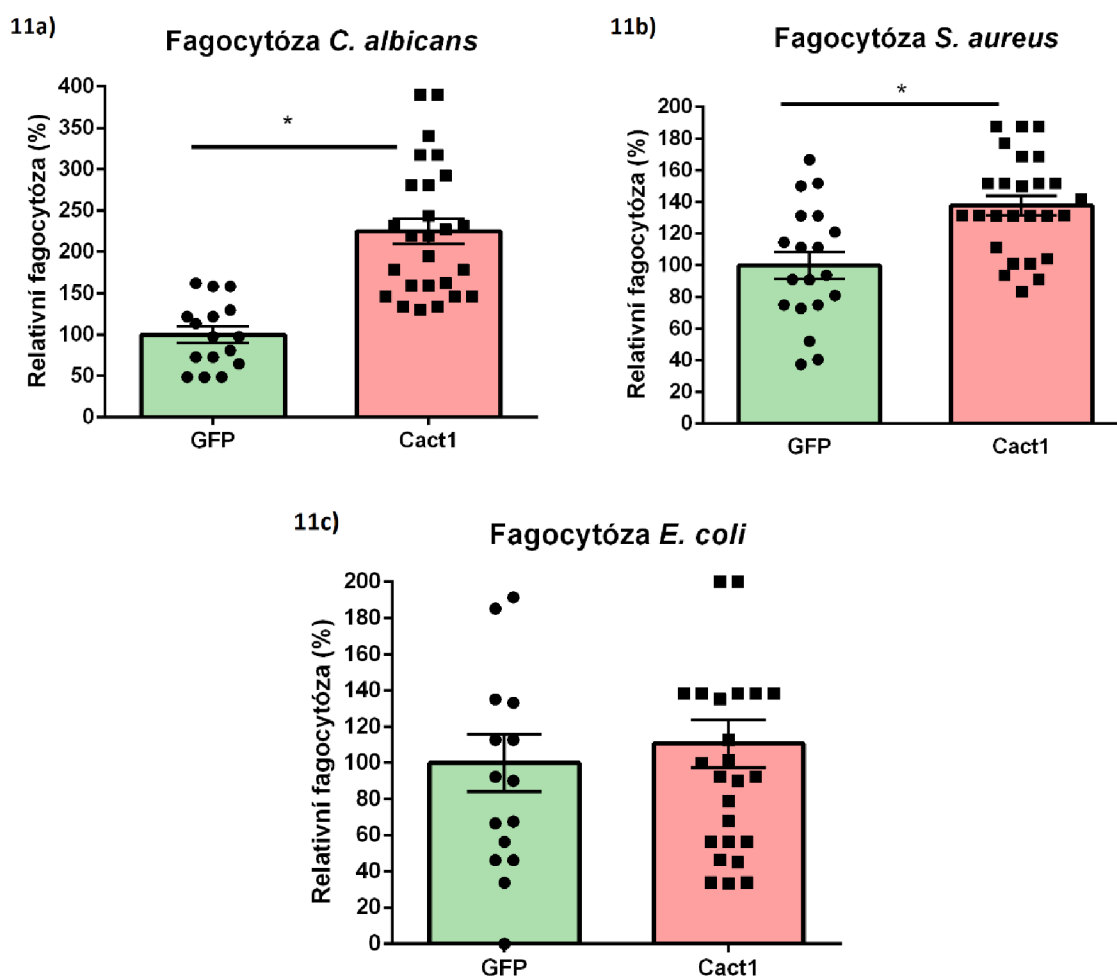 11a)
Fagocytóza C. albicans
Relativní fagocytóza (%)
400
350
300
250
200
150
100
50
0
*
GFP
Cact1
11b)
Fagocytóza S. aureus
Relativní fagocytóza (%)
200
180
160
140
120
100
80
60
40
20
0
*
GFP
Cact1
11c)
Fagocytóza E. coli
Relativní fagocytóza (%)
200
180
160
140
120
100
80
60
40
20
0
GFP
Cact1